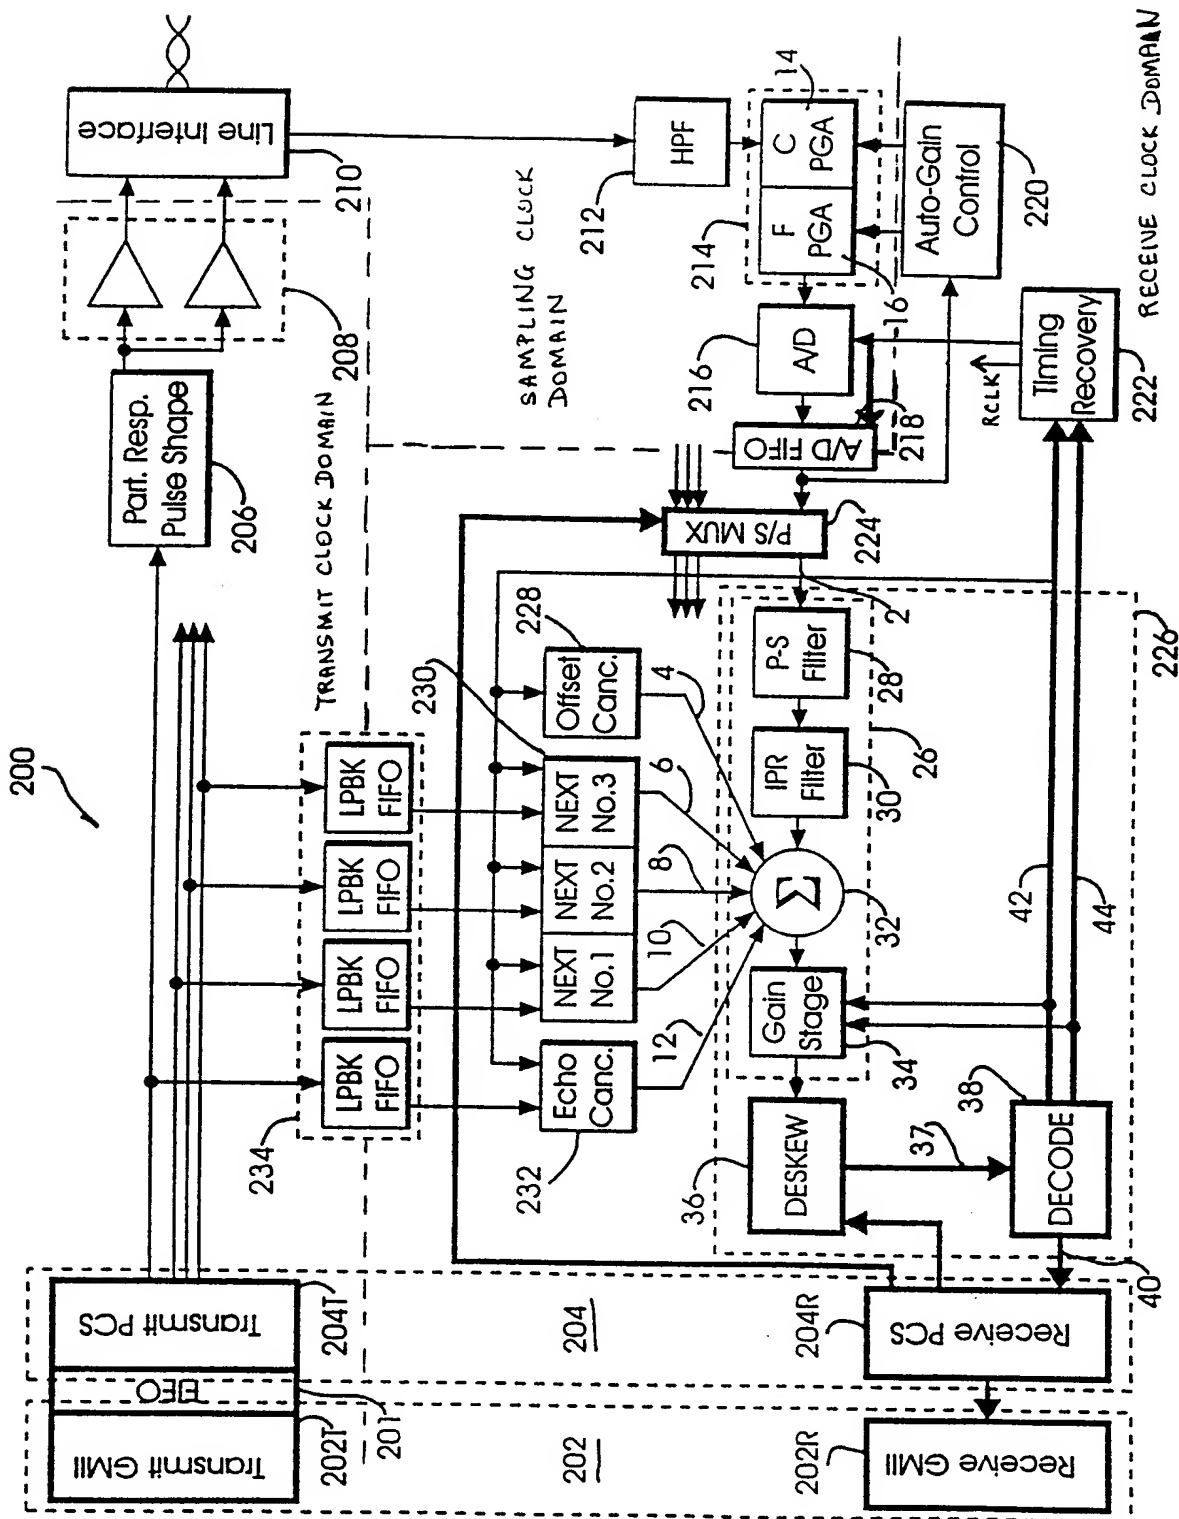 200
Transmit GMII
202T
FIFO
201
Transmit PCS
204T
Part. Resp.
Pulse Shape
206
208
Line Interface
210
TRANSMIT CLOCK DOMAIN
234
LPBK
FIFO
LPBK
FIFO
LPBK
FIFO
LPBK
FIFO
230
SAMPLING CLOCK
DOMAIN
HPF
212
232
Echo
Canc.
NEXT
No.1
NEXT
No.2
NEXT
No.3
Offset
Canc.
228
12
10
8
6
4
2
P/S MUX
224
A/D FIFO
218
A/D
216
214
F
PGA
C
PGA
16
14
36
DESKEW
Gain
Stage
34
Σ
32
IPR
Filter
30
P-S
Filter
28
26
Auto-Gain
Control
220
202
204
37
38
DECODE
40
42
44
226
RCLK
Timing
Recovery
222
202R
Receive GMII
204R
Receive PCS
RECEIVE CLOCK DOMAIN